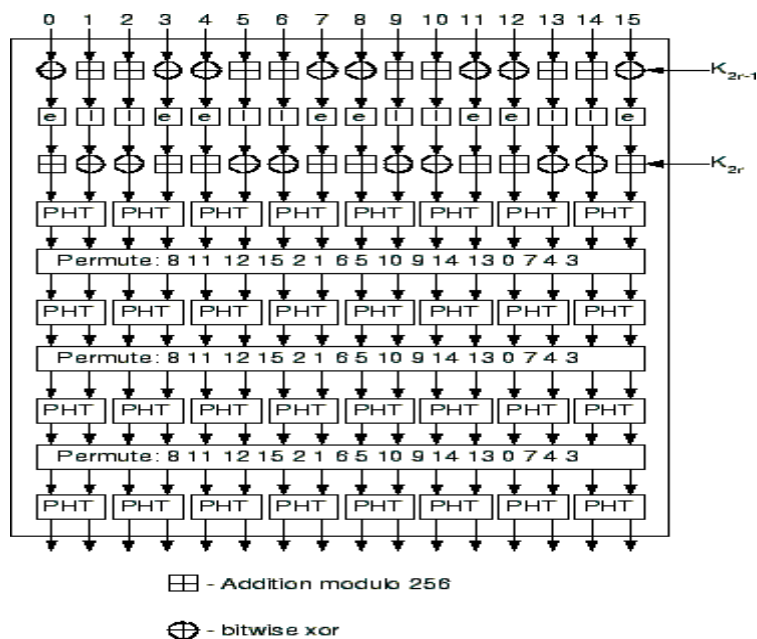 0 1 2 3 4 5 6 7 8 9 10 11 12 13 14 15
K2r-1
e l l e e l l e e l l e e l l e
K2r
PHT PHT PHT PHT PHT PHT PHT PHT
Permute: 8 11 12 15 2 1 6 5 10 9 14 13 0 7 4 3
PHT PHT PHT PHT PHT PHT PHT PHT
Permute: 8 11 12 15 2 1 6 5 10 9 14 13 0 7 4 3
PHT PHT PHT PHT PHT PHT PHT PHT
Permute: 8 11 12 15 2 1 6 5 10 9 14 13 0 7 4 3
PHT PHT PHT PHT PHT PHT PHT PHT
- Addition modulo 256
- bitwise xor